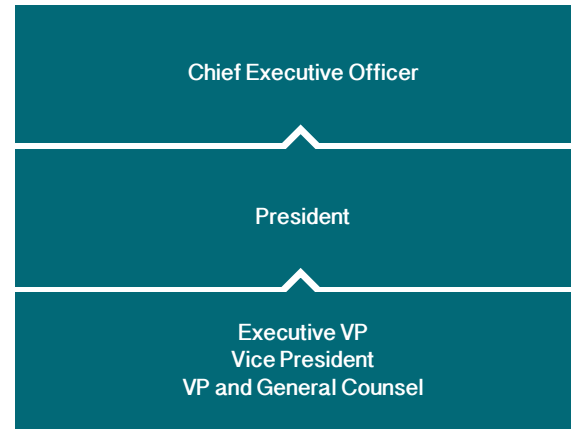 Chief Executive Officer
President
Executive VP
Vice President
VP and General Counsel